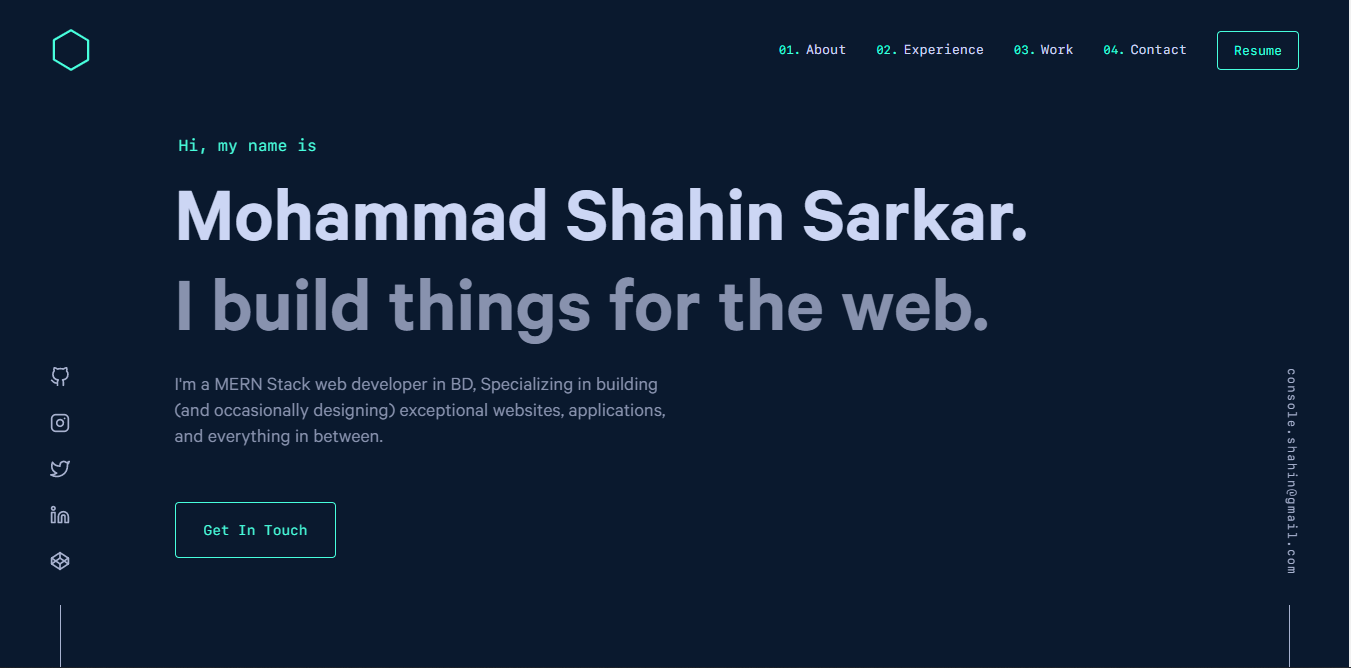 01. About 02. Experience 03. Work 04. Contact Resume
Hi, my name is
Mohammad Shahin Sarkar.
I build things for the web.
I'm a MERN Stack web developer in BD, Specializing in building
(and occasionally designing) exceptional websites, applications,
and everything in between.
Get In Touch
console.shahin@gmail.com